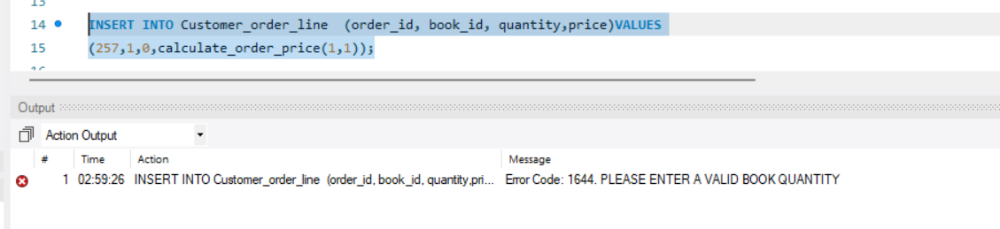 13
14 INSERT INTO Customer_order_line  (order_id, book_id, quantity,price)VALUES
15 (257,1,0,calculate_order_price(1,1));
16
Output
Action Output
# Time Action Message
1 02:59:26 INSERT INTO Customer_order_line  (order_id, book_id, quantity,pri... Error Code: 1644. PLEASE ENTER A VALID BOOK QUANTITY